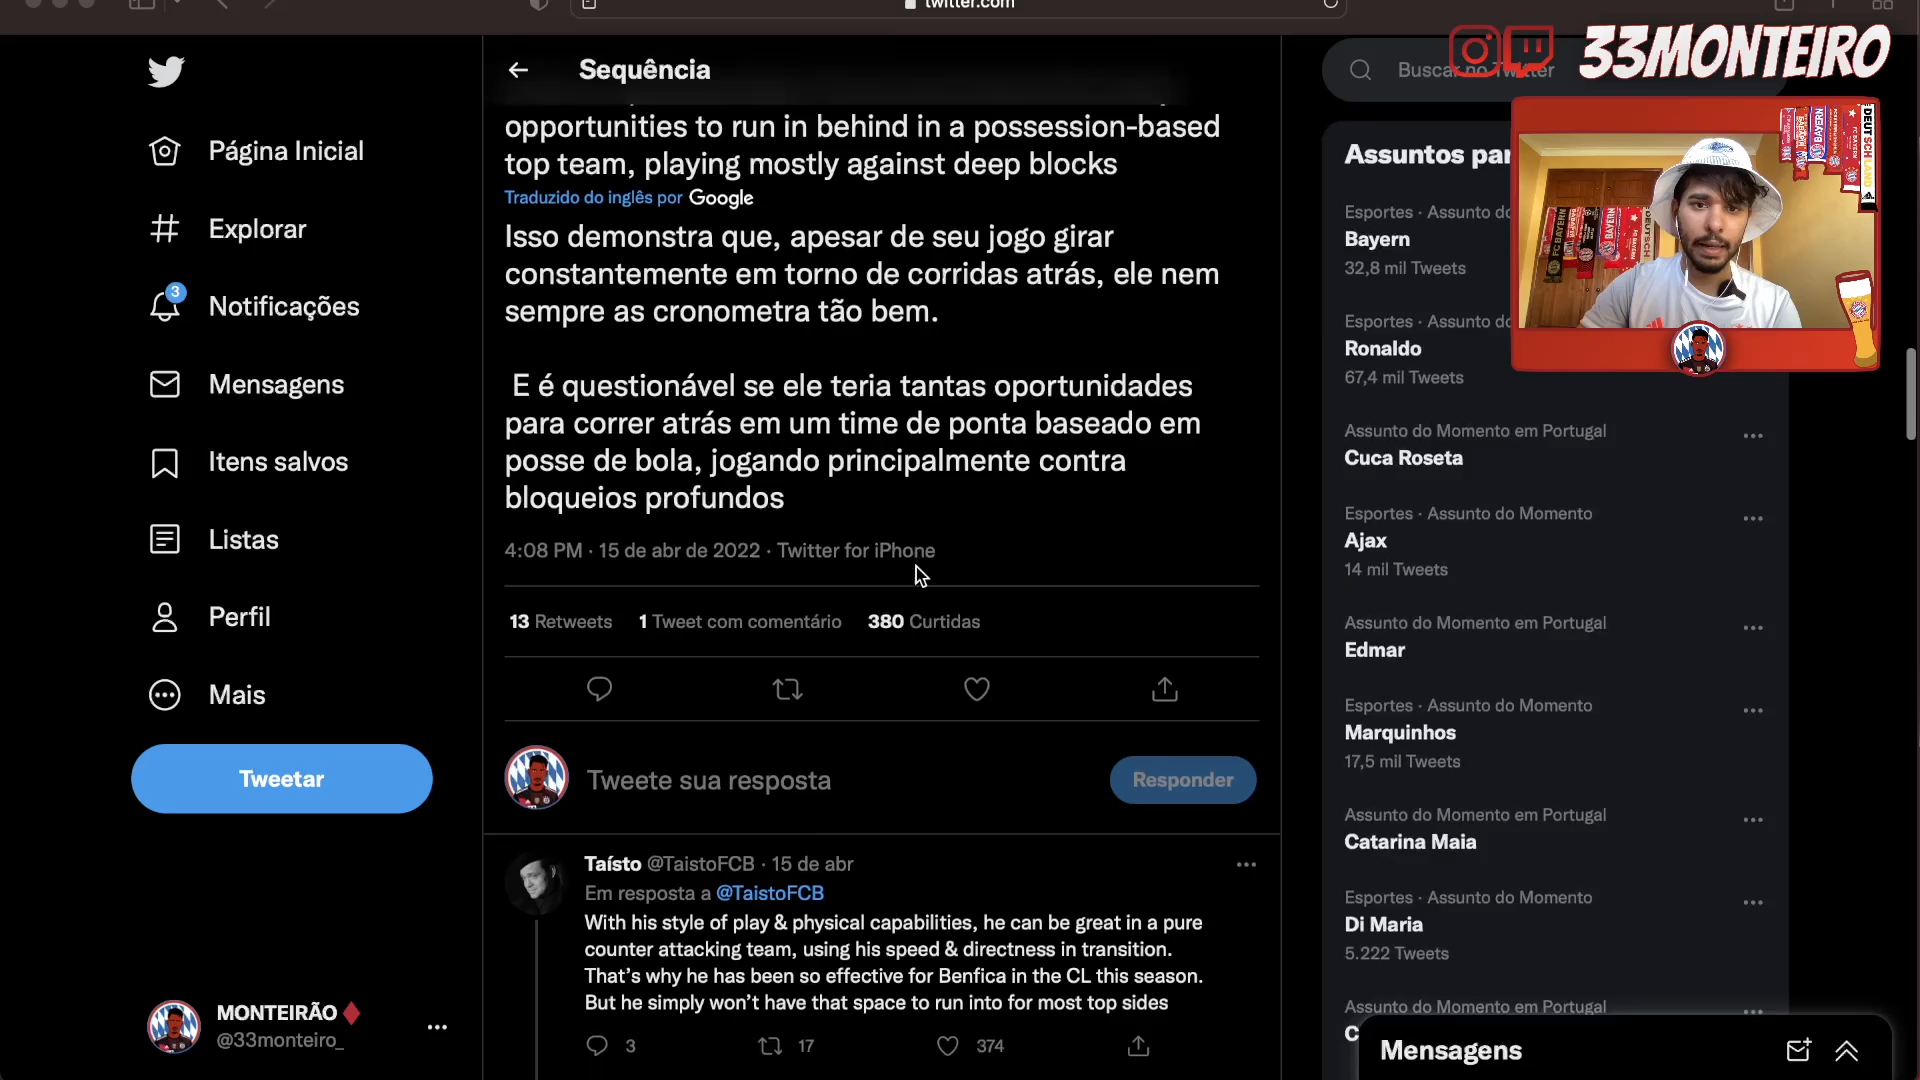 twitter.com
33MONTEIRO
Sequência
Buscar no Twitter
Página Inicial
Explorar
3
Notificações
Mensagens
Itens salvos
Listas
Perfil
Mais
Tweetar
MONTEIRÃO
@33monteiro_
opportunities to run in behind in a possession-based
top team, playing mostly against deep blocks
Traduzido do inglês por Google
Isso demonstra que, apesar de seu jogo girar
constantemente em torno de corridas atrás, ele nem
sempre as cronometra tão bem.
E é questionável se ele teria tantas oportunidades
para correr atrás em um time de ponta baseado em
posse de bola, jogando principalmente contra
bloqueios profundos
4:08 PM · 15 de abr de 2022 · Twitter for iPhone
13 Retweets 1 Tweet com comentário 380 Curtidas
Tweete sua resposta
Responder
Taísto @TaistoFCB · 15 de abr
Em resposta a @TaistoFCB
With his style of play & physical capabilities, he can be great in a pure
counter attacking team, using his speed & directness in transition.
That's why he has been so effective for Benfica in the CL this season.
But he simply won't have that space to run into for most top sides
3 17 374
Assuntos par
Esportes · Assunto do
Bayern
32,8 mil Tweets
Esportes · Assunto do
Ronaldo
67,4 mil Tweets
Assunto do Momento em Portugal
Cuca Roseta
Esportes · Assunto do Momento
Ajax
14 mil Tweets
Assunto do Momento em Portugal
Edmar
Esportes · Assunto do Momento
Marquinhos
17,5 mil Tweets
Assunto do Momento em Portugal
Catarina Maia
Esportes · Assunto do Momento
Di Maria
5.222 Tweets
Assunto do Momento em Portugal
C
Mensagens
FC BAYERN
BAYERN
BAYERN
DEUTSCHLAND